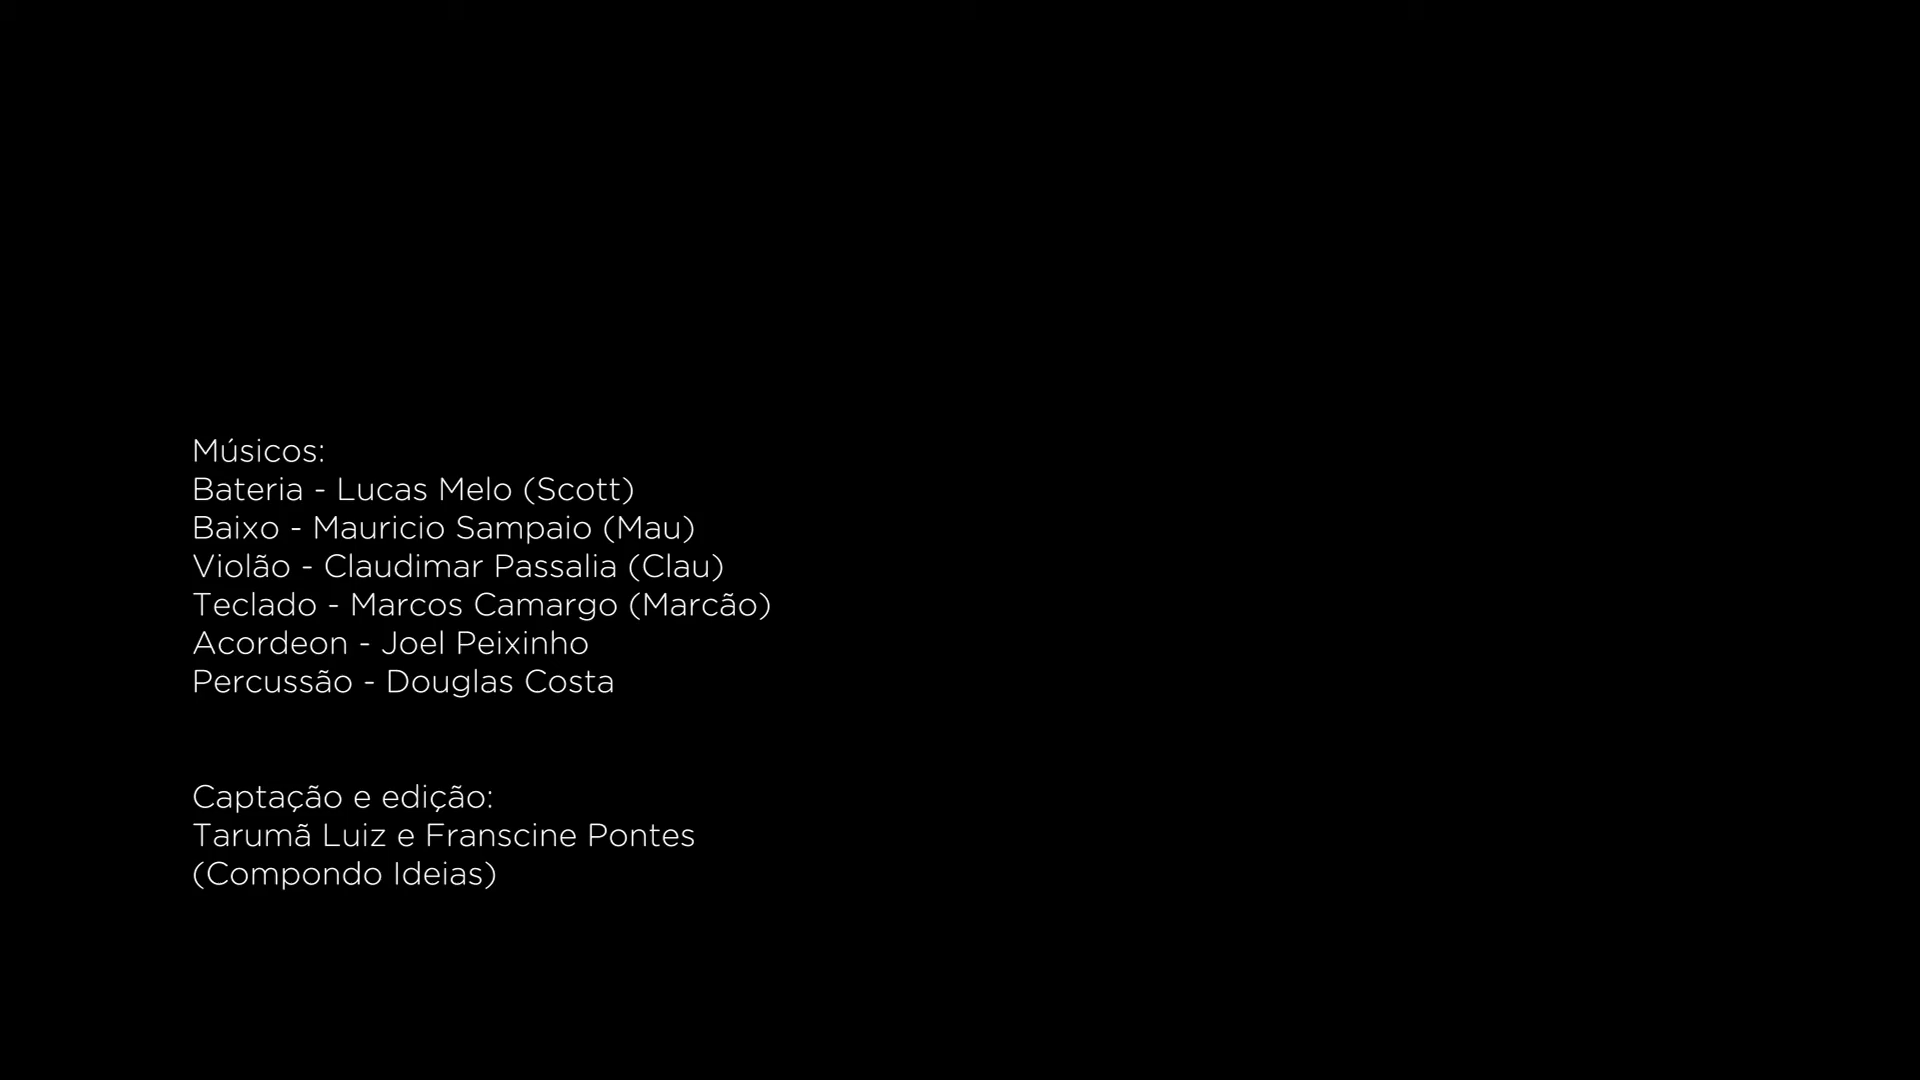 Músicos:
Bateria - Lucas Melo (Scott)
Baixo - Mauricio Sampaio (Mau)
Violão - Claudimar Passalia (Clau)
Teclado - Marcos Camargo (Marcão)
Acordeon - Joel Peixinho
Percussão - Douglas Costa
Captação e edição:
Tarumã Luiz e Franscine Pontes
(Compondo Ideias)